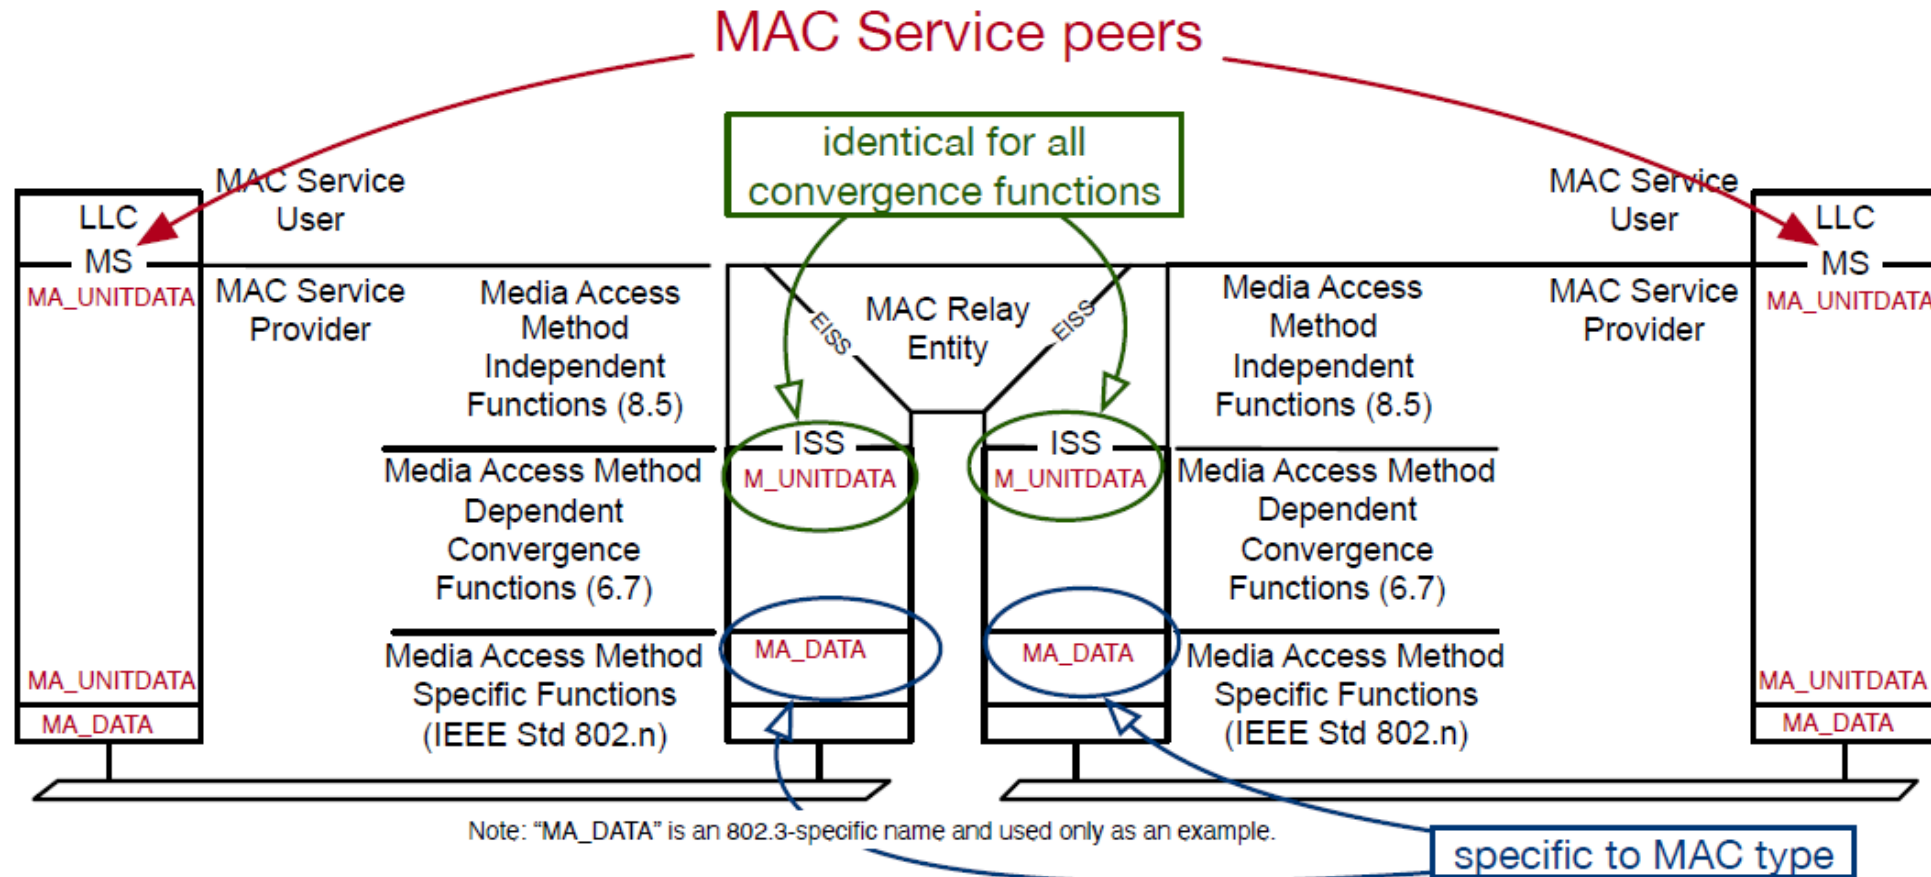 MAC Service peers
identical for all
convergence functions
LLC
MS
MA_UNITDATA
MA_UNITDATA
MA_DATA
MAC Service
User
MAC Service
Provider
Media Access
Method
Independent
Functions (8.5)
Media Access Method
Dependent
Convergence
Functions (6.7)
Media Access Method
Specific Functions
(IEEE Std 802.n)
EISS
MAC Relay
Entity
EISS
ISS
M_UNITDATA
MA_DATA
ISS
M_UNITDATA
MA_DATA
Media Access
Method
Independent
Functions (8.5)
Media Access Method
Dependent
Convergence
Functions (6.7)
Media Access Method
Specific Functions
(IEEE Std 802.n)
MAC Service
User
MAC Service
Provider
LLC
MS
MA_UNITDATA
MA_UNITDATA
MA_DATA
Note: “MA_DATA” is an 802.3-specific name and used only as an example.
specific to MAC type